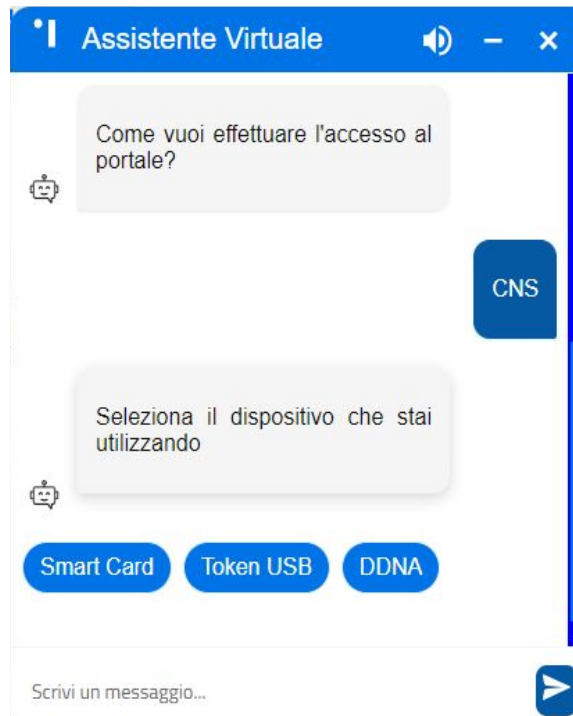 Assistente Virtuale
Come vuoi effettuare l'accesso al
portale?
CNS
Seleziona il dispositivo che stai
utilizzando
Smart Card Token USB DDNA
Scrivi un messaggio...